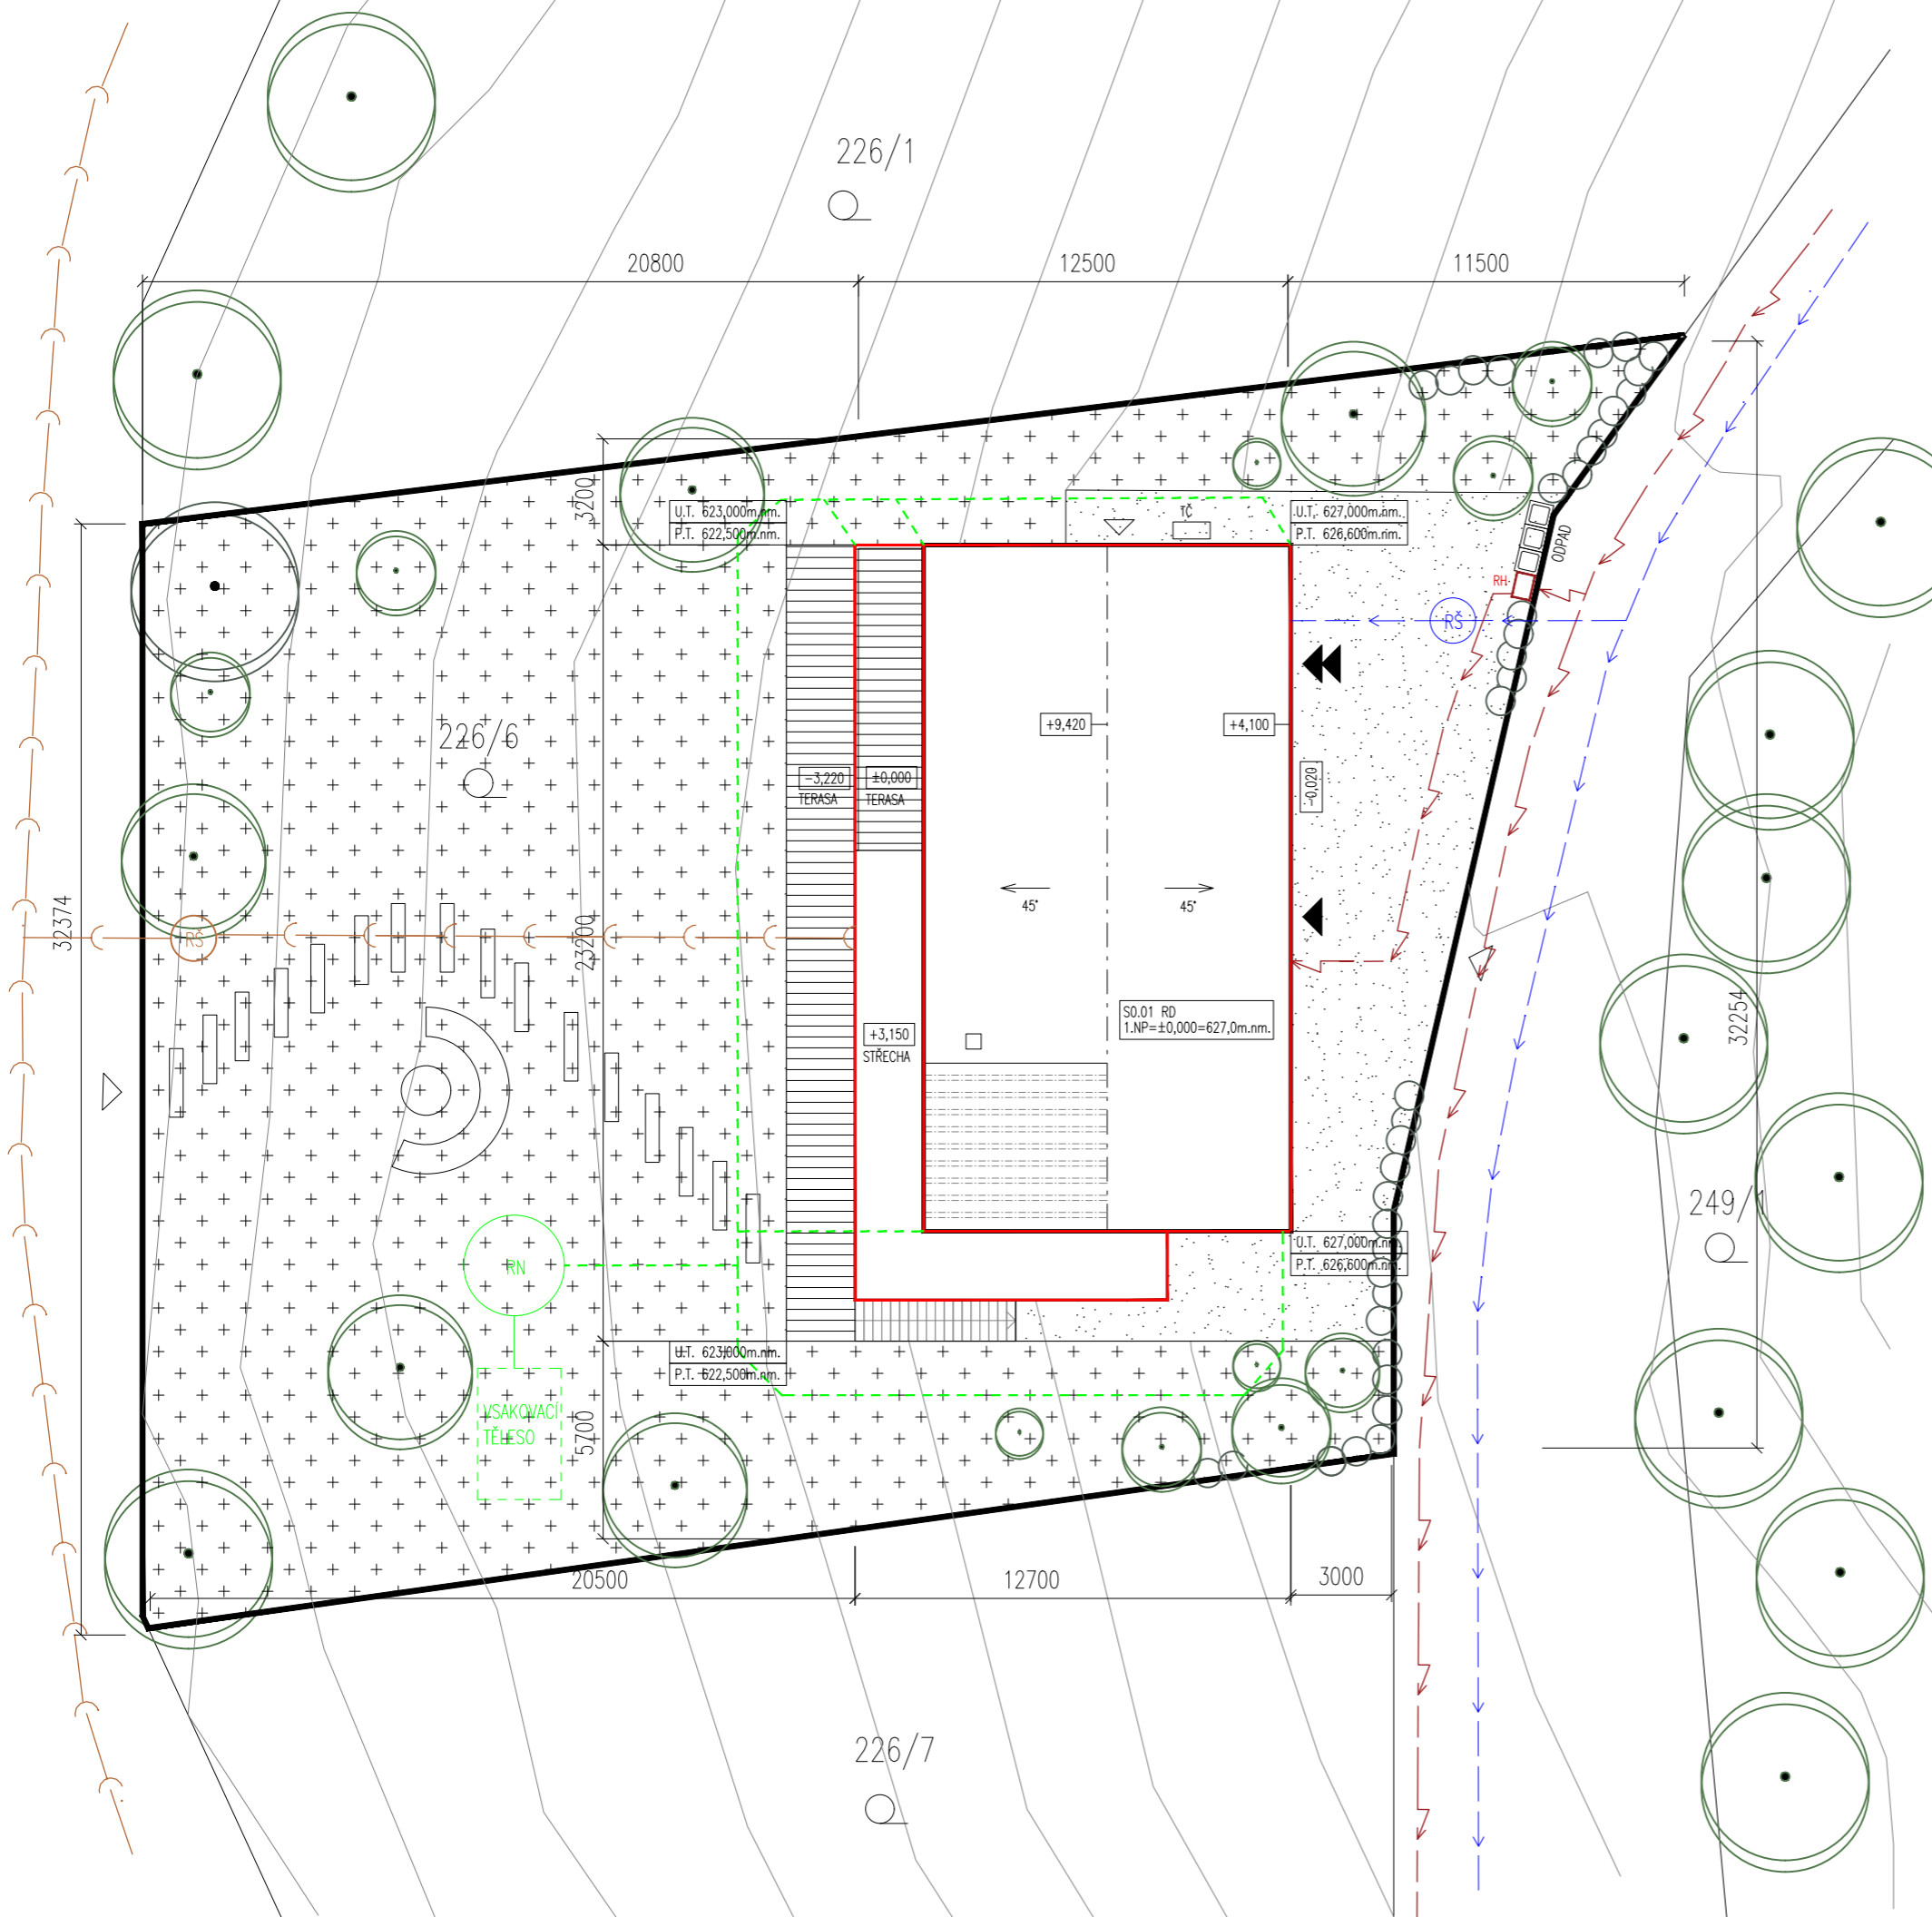 226/1
20800
12500
11500
3200
U.T. 623,000m.nm.
P.T. 622,500m.nm.
TČ
U.T. 627,000m.nm.
P.T. 626,600m.nm.
ODPAD
RH
RŠ
226/6
+9,420
+4,100
-3,220
TERASA
±0,000
TERASA
-0,020
45°
45°
32374
RŠ
23200
SO.01 RD
1.NP=±0,000=627,0m.nm.
+3,150
STŘECHA
32254
249/1
RN
U.T. 627,000m.nm.
P.T. 626,600m.nm.
U.T. 623,000m.nm.
P.T. 622,500m.nm.
VSAKOVACÍ
TĚLESO
5700
20500
12700
3000
226/7